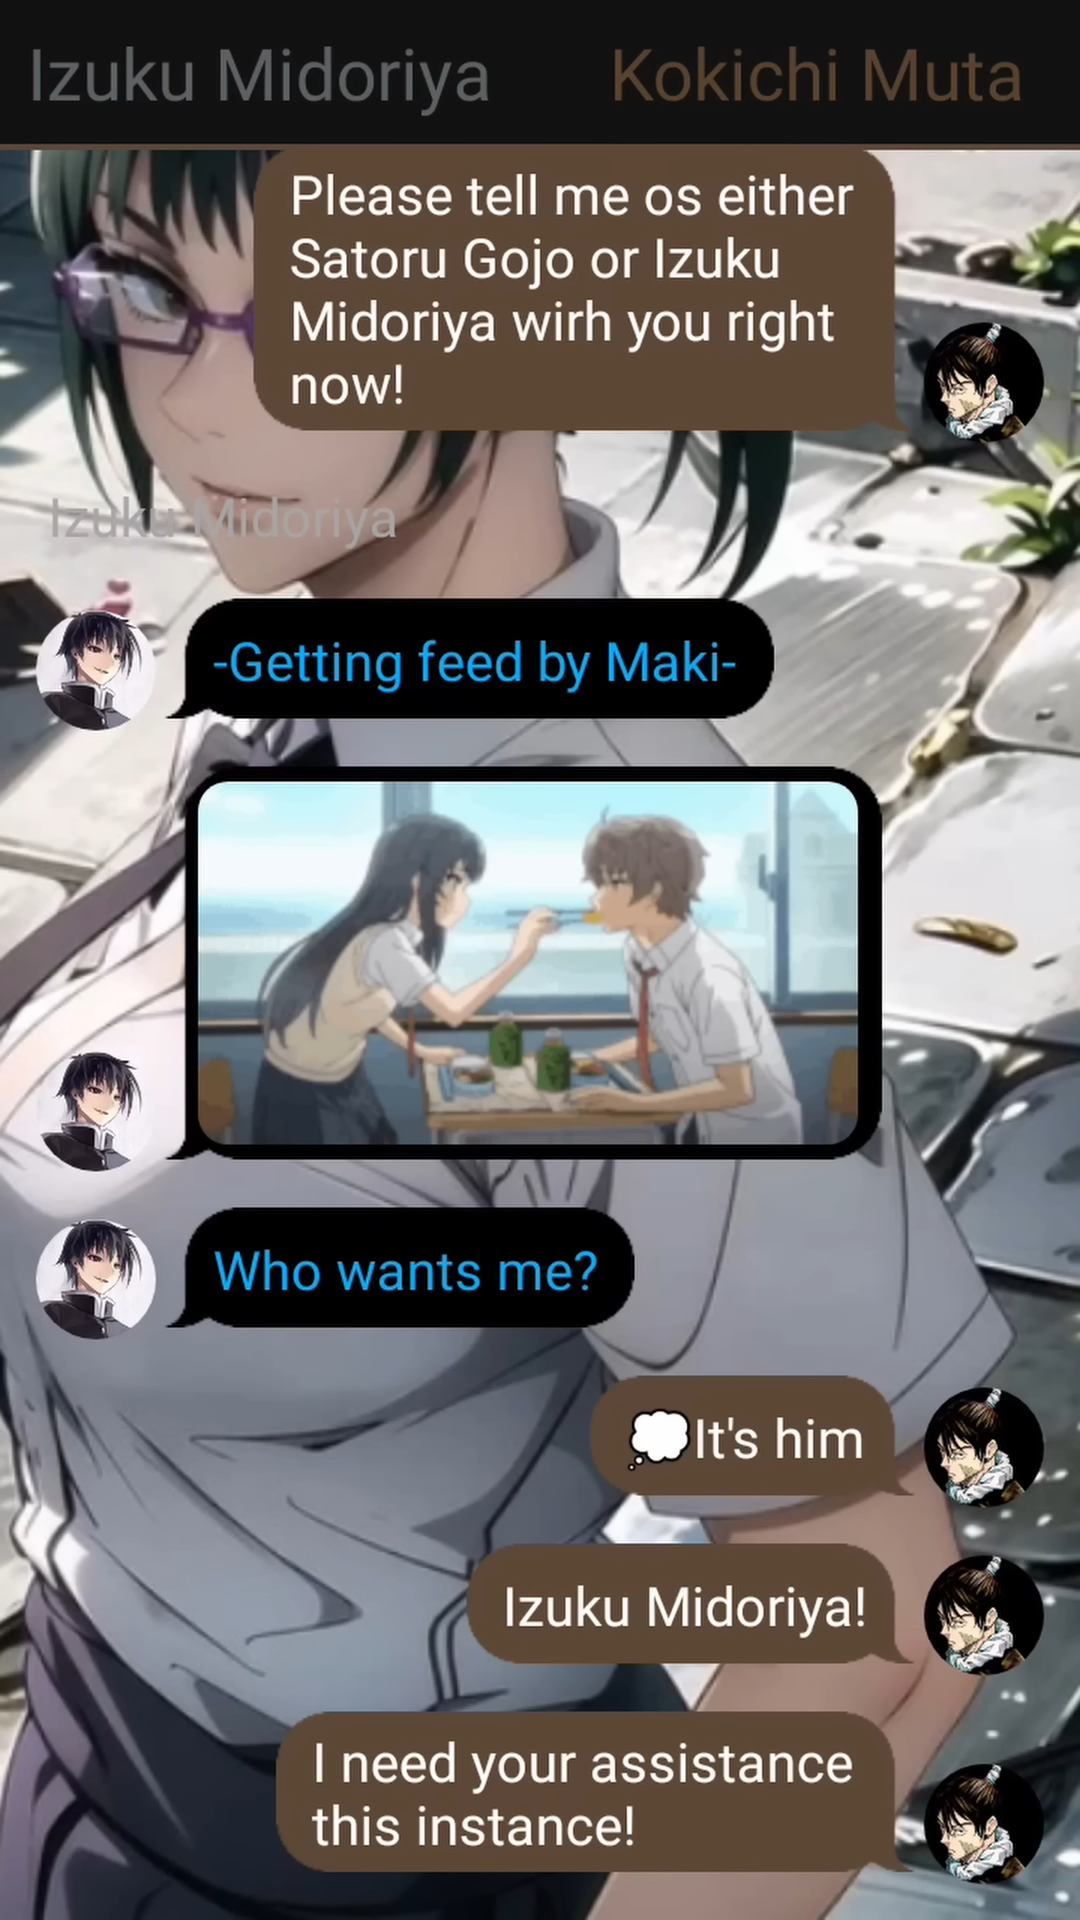 Izuku Midoriya Kokichi Muta
Please tell me os either
Satoru Gojo or Izuku
Midoriya wirh you right
now!
Izuku Midoriya
-Getting feed by Maki-
Who wants me?
💭It's him
Izuku Midoriya!
I need your assistance
this instance!